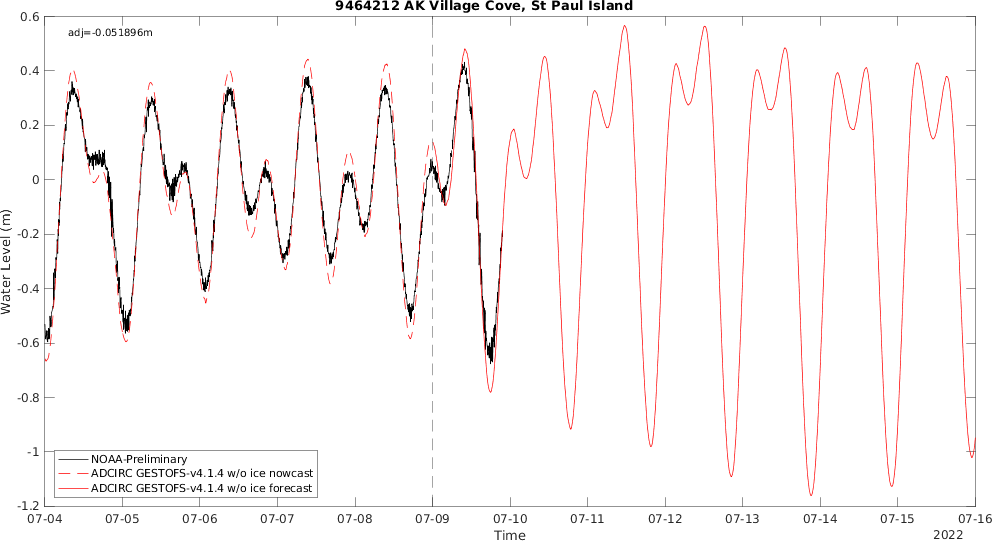 9464212 AK Village Cove, St Paul Island
adj=-0.051896m
0.6
0.4
0.2
0
-0.2
-0.4
-0.6
-0.8
-1
-1.2
Water Level (m)
NOAA-Preliminary
ADCIRC GESTOFS-v4.1.4 w/o ice nowcast
ADCIRC GESTOFS-v4.1.4 w/o ice forecast
07-04 07-05 07-06 07-07 07-08 07-09 07-10 07-11 07-12 07-13 07-14 07-15 07-16
Time
2022